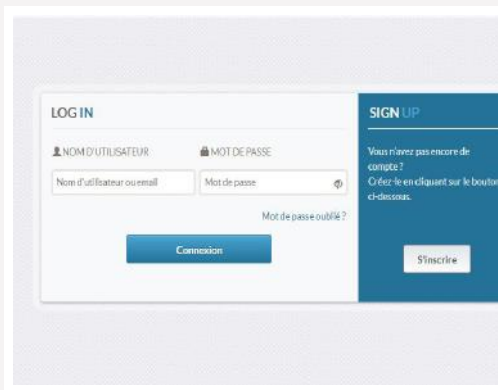 LOG IN
NOM D'UTILISATEUR
MOT DE PASSE
Nom d'utilisateur ou email
Mot de passe
Mot de passe oublié ?
Connexion
SIGN UP
Vous n'avez pas encore de
compte ?
Créez-le en cliquant sur le bouton
ci-dessous.
S'inscrire